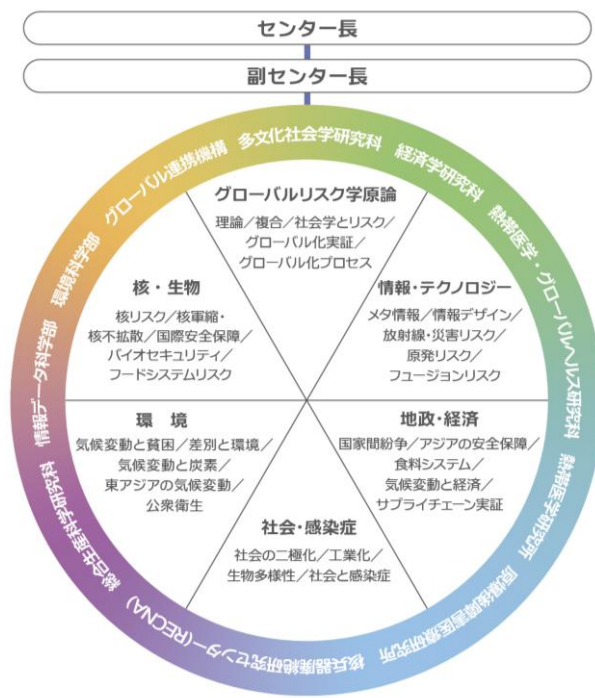 センター長
副センター長
グローバル連携機構
多文化社会学研究科
経済学研究科
熱帯医学・グローバルヘルス研究科
熱帯医学研究所
原爆後障害医療研究所
核兵器廃絶研究センター(RECNA)
総合生産科学研究科
情報データ科学部
環境科学部
グローバルリスク学原論
理論/複合/社会学とリスク/
グローバル化実証/
グローバル化プロセス
核・生物
核リスク/核軍縮・
核不拡散/国際安全保障/
バイオセキュリティ/
フードシステムリスク
情報・テクノロジー
メタ情報/情報デザイン/
放射線・災害リスク/
原発リスク/
フュージョンリスク
環　境
気候変動と貧困/差別と環境/
気候変動と炭素/
東アジアの気候変動/
公衆衛生
地政・経済
国家間紛争/アジアの安全保障/
食料システム/
気候変動と経済/
サプライチェーン実証
社会・感染症
社会の二極化/工業化/
生物多様性/社会と感染症